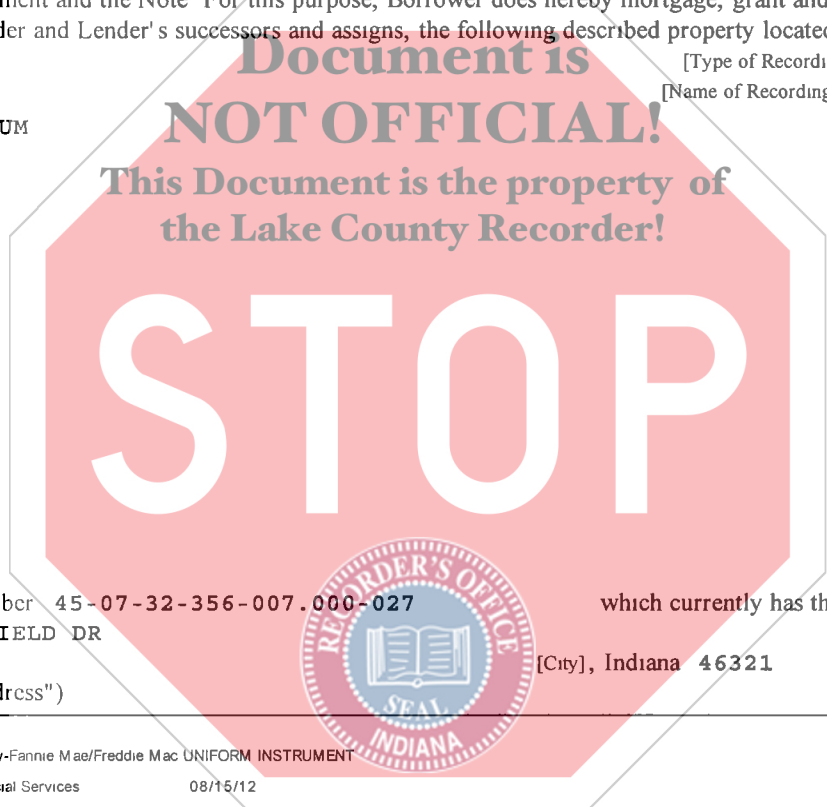 ment and the Note For this purpose, Borrower does hereby mortgage, grant and
der and Lender's successors and assigns, the following described property located
Document is
[Type of Recordi
[Name of Recording
NOT OFFICIAL!
UM
This Document is the property of
the Lake County Recorder!
STOP
RECORDER'S OFFICE
ber 45-07-32-356-007.000-027 which currently has th
IELD DR
[City], Indiana 46321
dress")
SEAL
INDIANA
y-Fannie Mae/Freddie Mac UNIFORM INSTRUMENT
ial Services 08/15/12